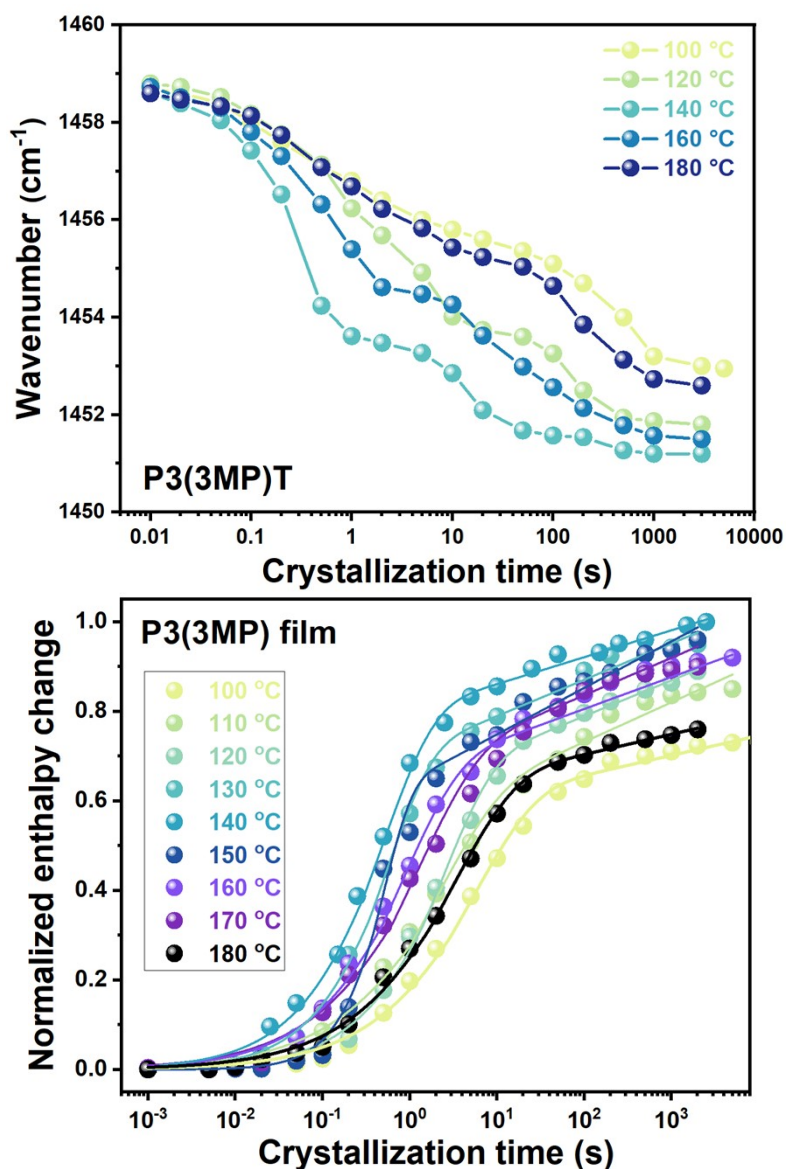 1460
1458
1456
1454
1452
1450
Wavenumber (cm⁻¹)
100 °C
120 °C
140 °C
160 °C
180 °C
P3(3MP)T
0.01 0.1 1 10 100 1000 10000
Crystallization time (s)
P3(3MP) film
1.0
0.8
0.6
0.4
0.2
0.0
Normalized enthalpy change
100 °C
110 °C
120 °C
130 °C
140 °C
150 °C
160 °C
170 °C
180 °C
10⁻³ 10⁻² 10⁻¹ 10⁰ 10¹ 10² 10³
Crystallization time (s)